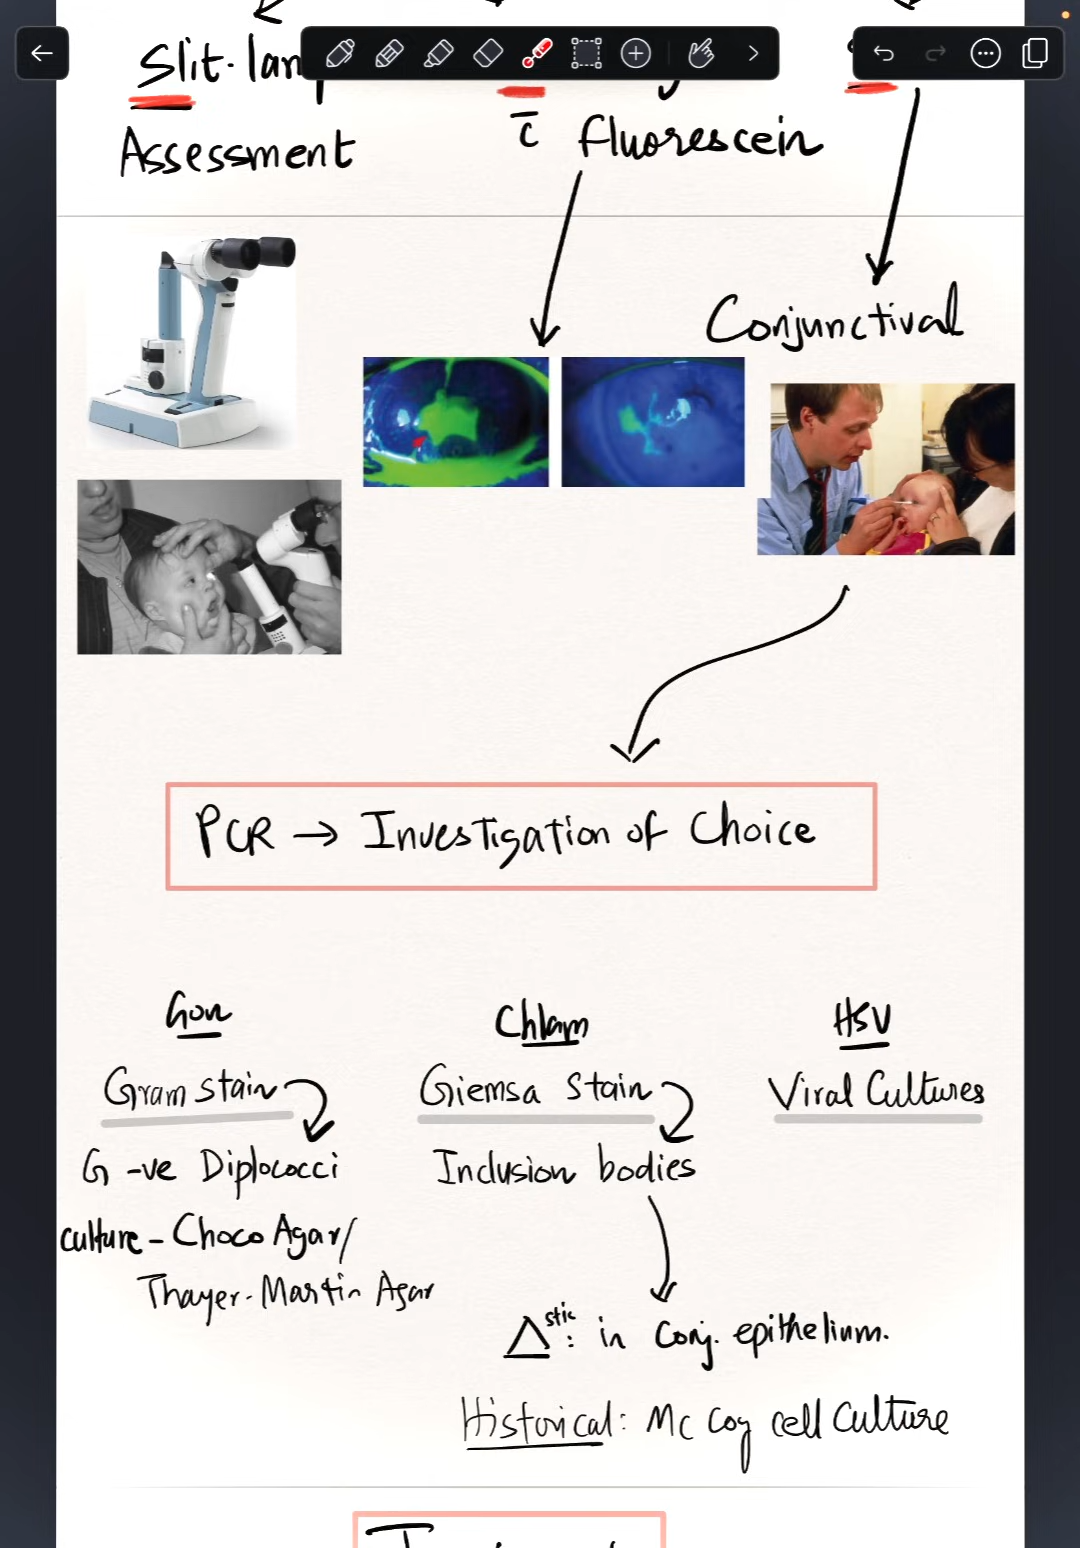 Slit-lam
Assessment
c̅ fluorescein
Conjunctival
PCR → Investigation of Choice
Gon
Chlam
HSV
Gram stain
Giemsa Stain
Viral Cultures
G -ve Diplococci
Inclusion bodies
culture - Choco Agar/
Thayer-Martin Agar
△stic: in Conj. epithelium.
Historical: Mc Coy cell Culture